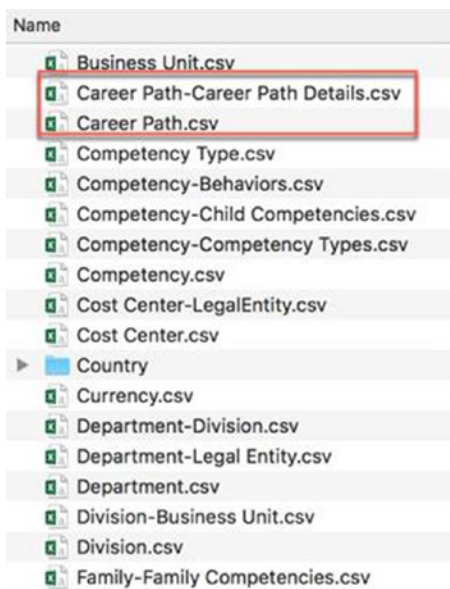 Name
Business Unit.csv
Career Path-Career Path Details.csv
Career Path.csv
Competency Type.csv
Competency-Behaviors.csv
Competency-Child Competencies.csv
Competency-Competency Types.csv
Competency.csv
Cost Center-LegalEntity.csv
Cost Center.csv
Country
Currency.csv
Department-Division.csv
Department-Legal Entity.csv
Department.csv
Division-Business Unit.csv
Division.csv
Family-Family Competencies.csv